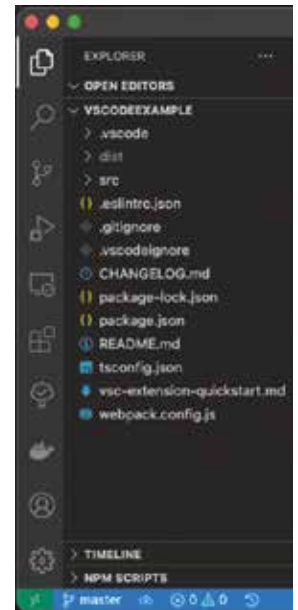 EXPLORER ...
OPEN EDITORS
VSCODEEXAMPLE
.vscode
dist
src
{} .eslintrc.json
.gitignore
.vscodeignore
CHANGELOG.md
{} package-lock.json
{} package.json
README.md
tsconfig.json
vsc-extension-quickstart.md
webpack.config.js
TIMELINE
NPM SCRIPTS
master 0 0